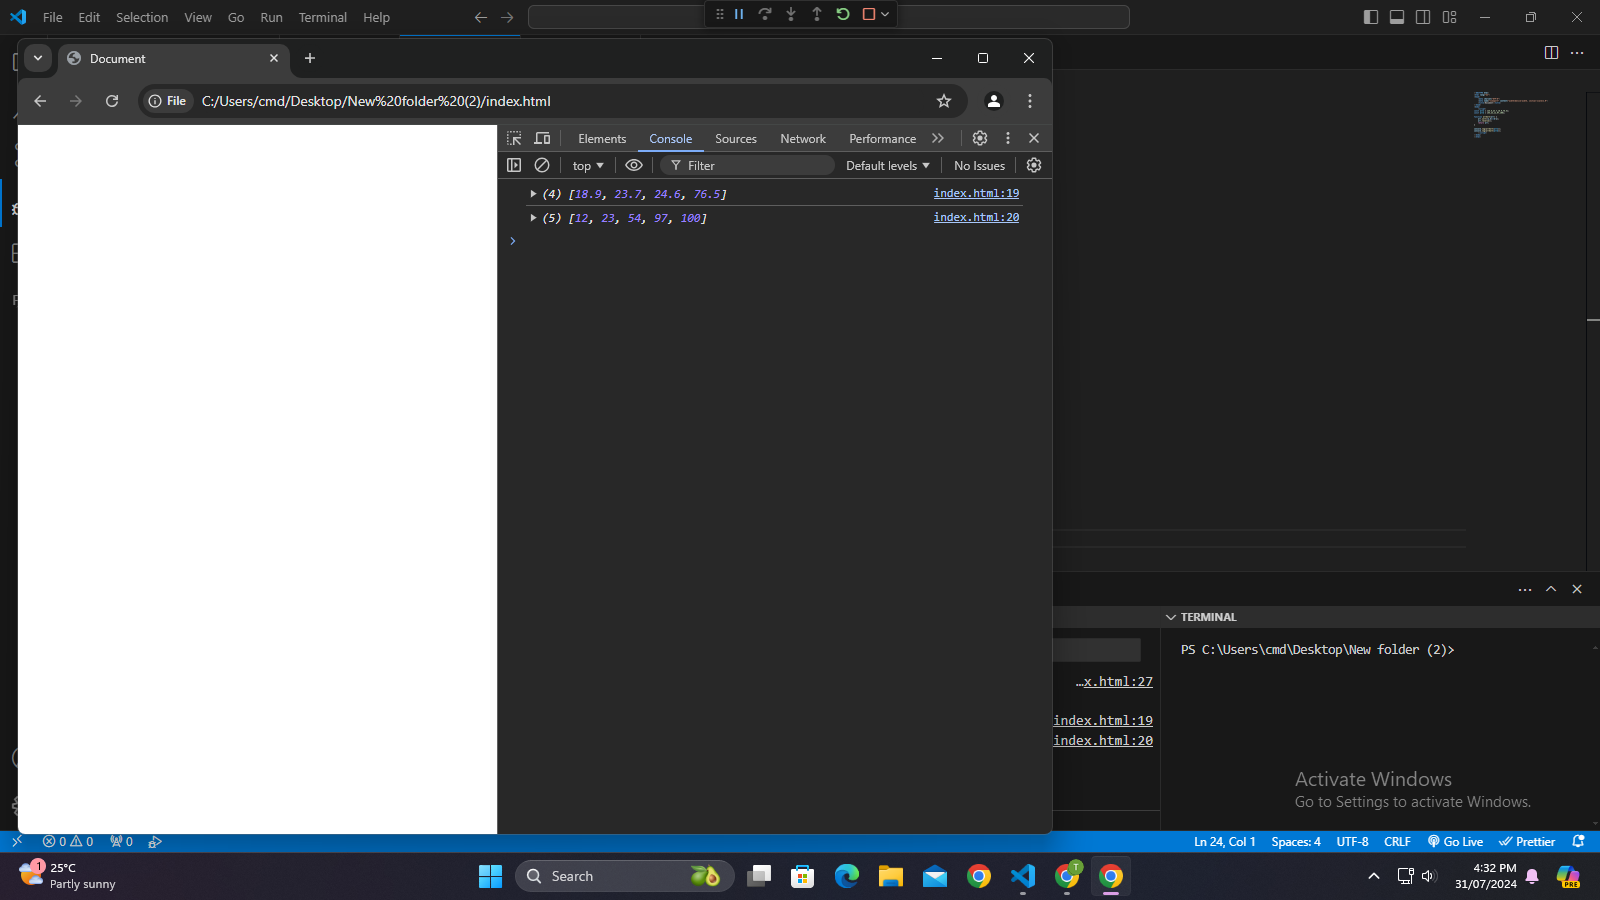 File Edit Selection View Go Run Terminal Help
Document
File C:/Users/cmd/Desktop/New%20folder%20(2)/index.html
Elements Console Sources Network Performance
top Filter Default levels No Issues
(4) [18.9, 23.7, 24.6, 76.5] index.html:19
(5) [12, 23, 54, 97, 100] index.html:20
TERMINAL
PS C:\Users\cmd\Desktop\New folder (2)>
…x.html:27
index.html:19
index.html:20
Activate Windows
Go to Settings to activate Windows.
0 0 0 Ln 24, Col 1 Spaces: 4 UTF-8 CRLF Go Live Prettier
1 25°C
Partly sunny
Search
T
4:32 PM
31/07/2024
PRE